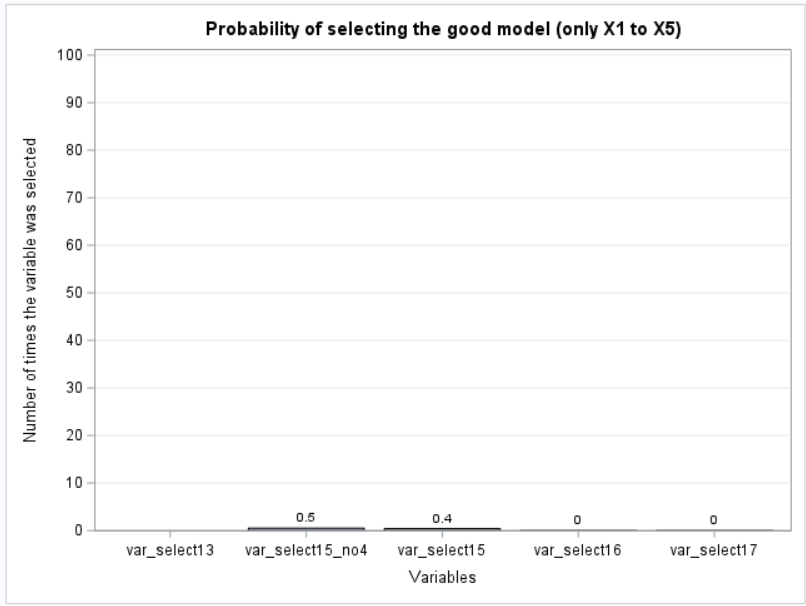 Probability of selecting the good model (only X1 to X5)
Number of times the variable was selected
100
90
80
70
60
50
40
30
20
10
0
0.5
0.4
0
0
var_select13
var_select15_no4
var_select15
var_select16
var_select17
Variables